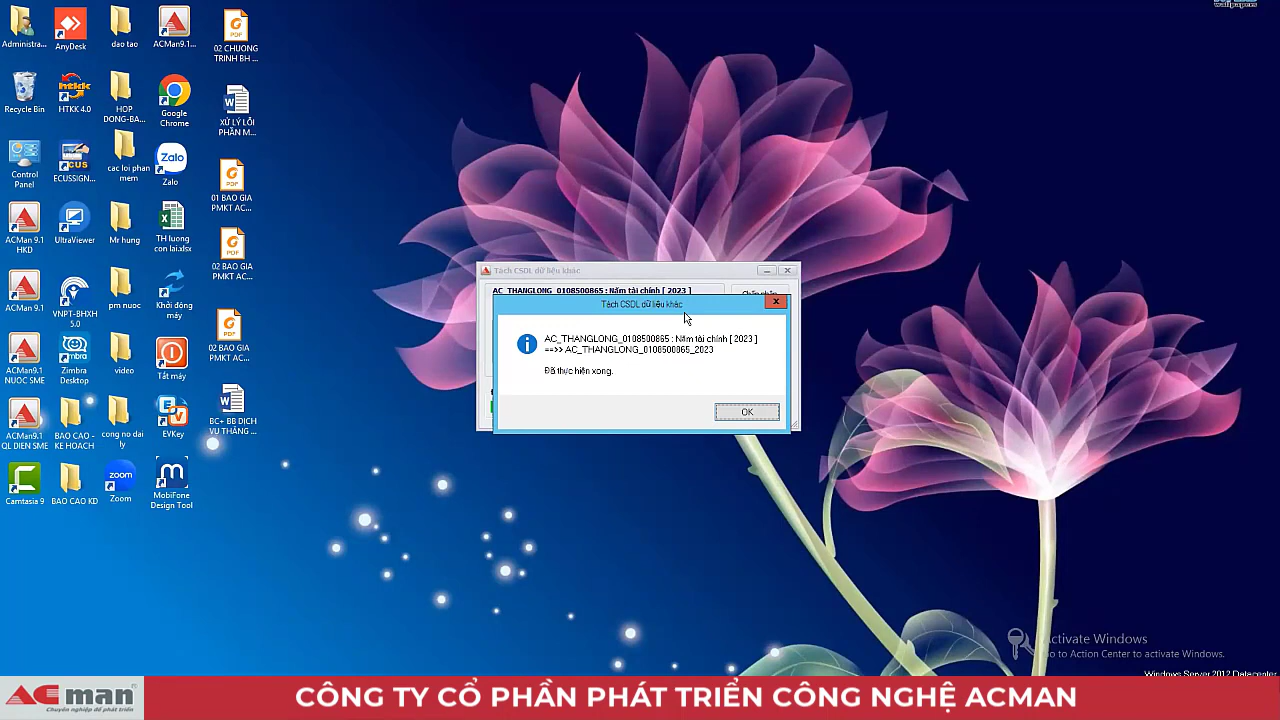 wallpapers
Administra...
AnyDesk
dao tao
ACMan9.1...
02 CHUONG
TRINH BH ...
Recycle Bin
HTKK 4.0
HOP
DONG-BA...
Google
Chrome
XỬ LÝ LỖI
PHẦN M...
Control
Panel
ECUSSIGN...
cac loi phan
mem
Zalo
01 BAO GIA
PMKT AC...
ACMan 9.1
HKD
UltraViewer
Mr hung
TH luong
con lai.xlsx
02 BAO GIA
PMKT AC...
ACMan 9.1
VNPT-BHXH
5.0
pm nuoc
Khởi động
máy
ACMan9.1
NUOC SME
Zimbra
Desktop
video
Tắt máy
02 BAO GIA
PMKT AC...
ACMan9.1
QL DIEN SME
BAO CAO -
KE HOACH
cong no dai
ly
EVKey
BC+ BB DICH
VU THÁNG ...
Camtasia 9
BAO CAO KD
zoom
Zoom
MobiFone
Design Tool
Tách CSDL dữ liệu khác
AC_THANGLONG_0108500865 : Năm tài chính [ 2023 ]
Chấp nhận
Tách CSDL dữ liệu khác
AC_THANGLONG_0108500865 : Năm tài chính [ 2023 ]
==>> AC_THANGLONG_0108500865_2023
Đã thực hiện xong.
OK
Activate Windows
Go to Action Center to activate Windows.
Windows Server 2012 Datacenter
ACman
Chuyên nghiệp để phát triển
CÔNG TY CỔ PHẦN PHÁT TRIỂN CÔNG NGHỆ ACMAN